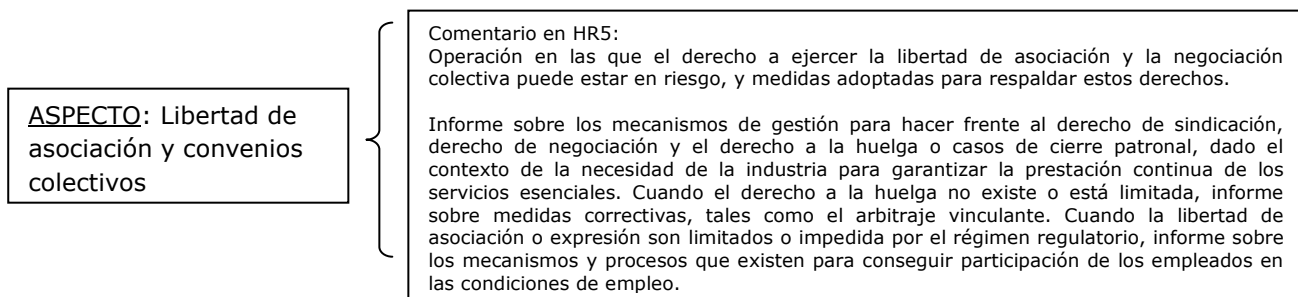 ASPECTO: Libertad de
asociación y convenios
colectivos
Comentario en HR5:
Operación en las que el derecho a ejercer la libertad de asociación y la negociación
colectiva puede estar en riesgo, y medidas adoptadas para respaldar estos derechos.
Informe sobre los mecanismos de gestión para hacer frente al derecho de sindicación,
derecho de negociación y el derecho a la huelga o casos de cierre patronal, dado el
contexto de la necesidad de la industria para garantizar la prestación continua de los
servicios esenciales. Cuando el derecho a la huelga no existe o está limitada, informe
sobre medidas correctivas, tales como el arbitraje vinculante. Cuando la libertad de
asociación o expresión son limitados o impedida por el régimen regulatorio, informe sobre
los mecanismos y procesos que existen para conseguir participación de los empleados en
las condiciones de empleo.